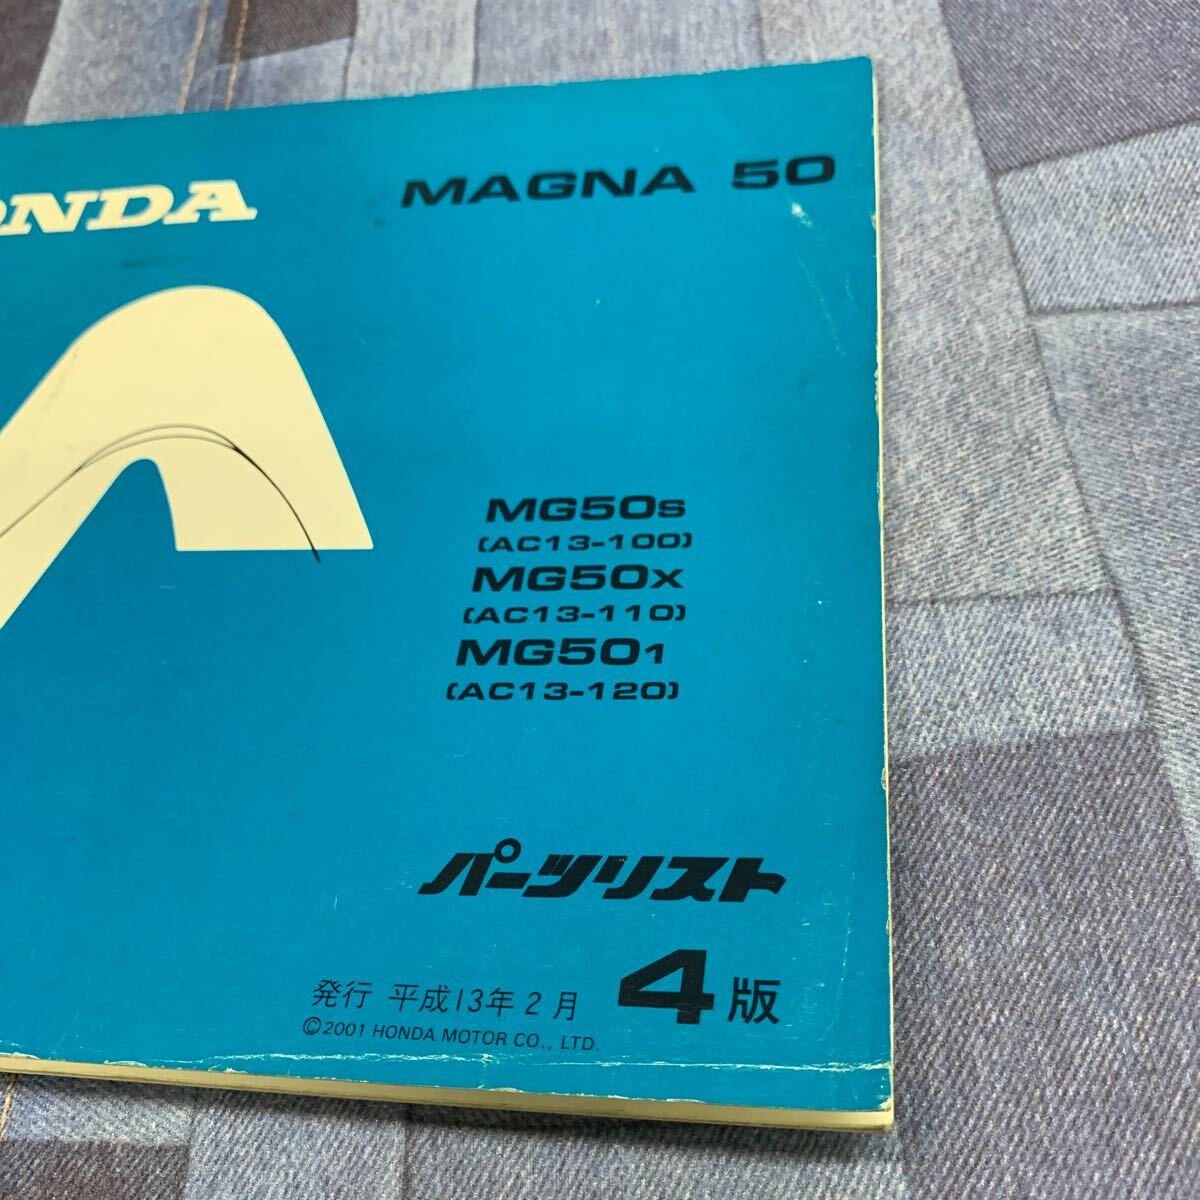 ONDA
MAGNA 50
MG50S
(AC13-100)
MG50X
(AC13-110)
MG501
(AC13-120)
パーツリスト
発行 平成13年2月 4版
©2001 HONDA MOTOR CO., LTD.